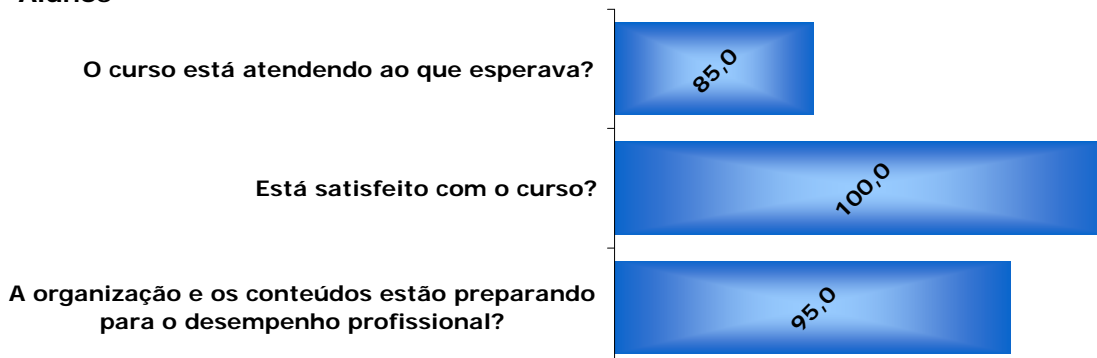 O curso está atendendo ao que esperava?
85,0
Está satisfeito com o curso?
100,0
A organização e os conteúdos estão preparando
para o desempenho profissional?
95,0